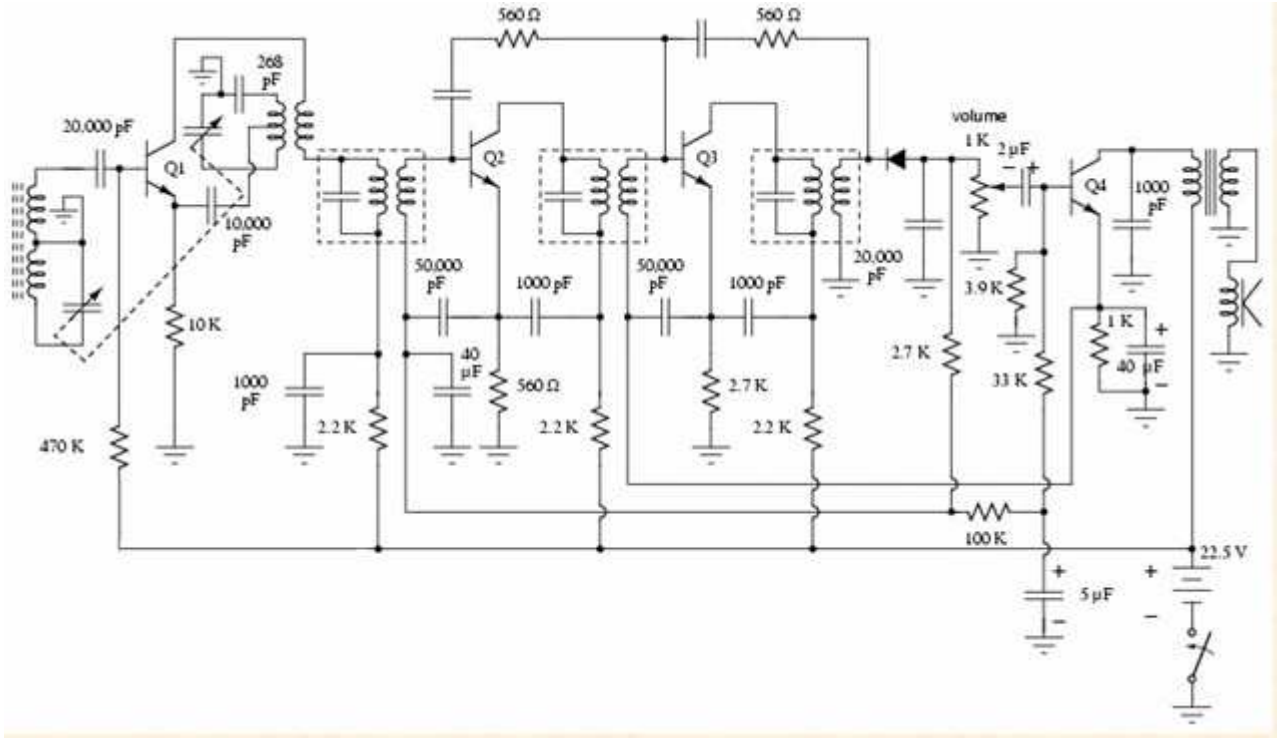 560 Ω
560 Ω
268
pF
20,000 pF
Q1
Q2
Q3
volume
1 K
2 µF
−
+
Q4
1000
pF
10,000
pF
50,000
pF
1000 pF
50,000
pF
1000 pF
20,000
pF
3.9 K
10 K
1000
pF
40
µF
560 Ω
2.7 K
2.7 K
33 K
1 K
+
40 µF
−
2.2 K
2.2 K
2.2 K
470 K
100 K
22.5 V
+
5 µF
−
+
−